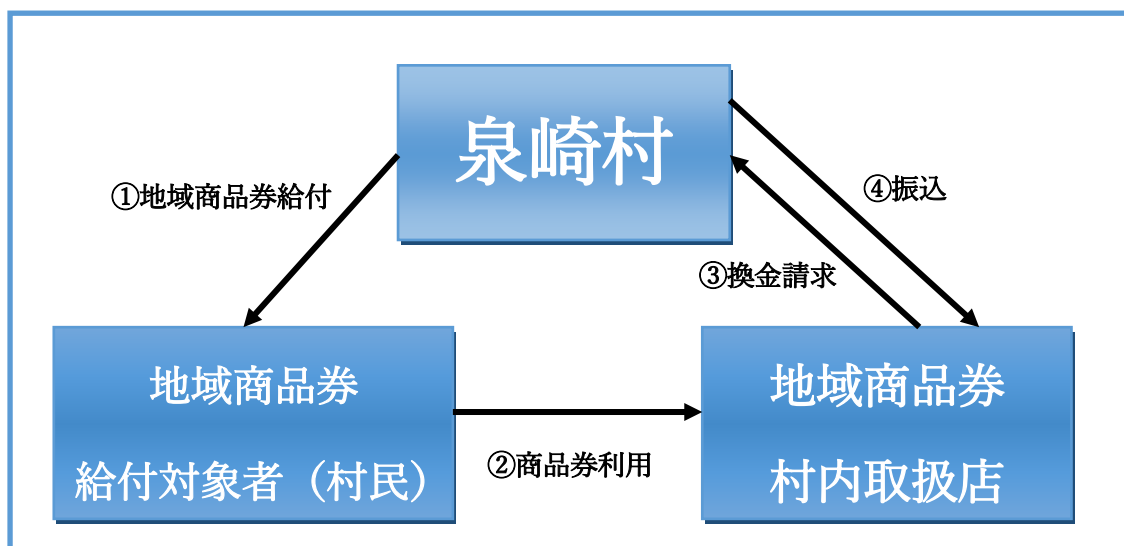 泉崎村
①地域商品券給付
④振込
③換金請求
地域商品券
給付対象者（村民）
②商品券利用
地域商品券
村内取扱店